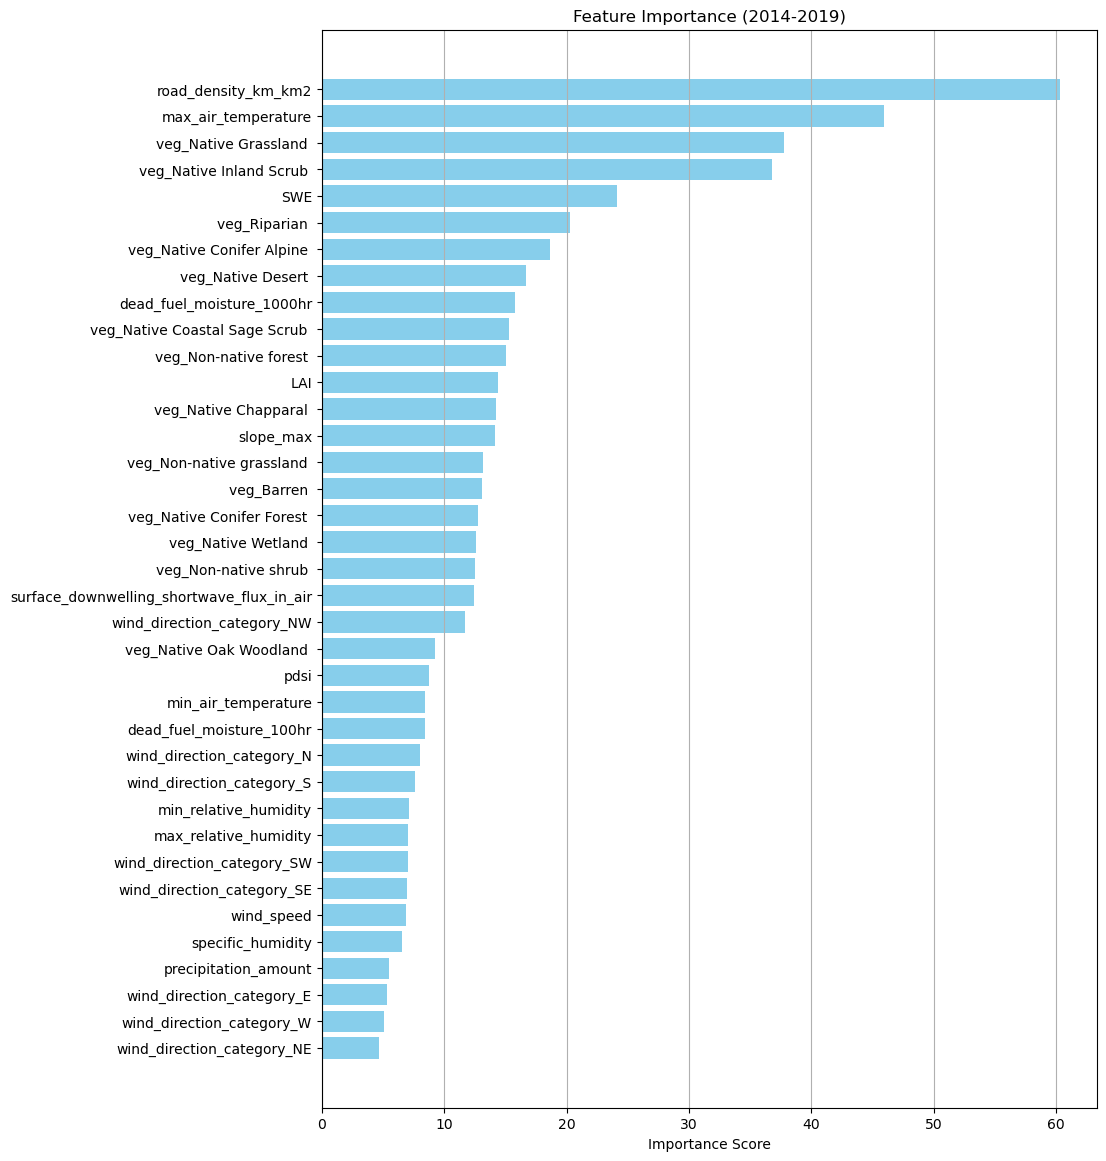 Feature Importance (2014-2019)
road_density_km_km2
max_air_temperature
veg_Native Grassland
veg_Native Inland Scrub
SWE
veg_Riparian
veg_Native Conifer Alpine
veg_Native Desert
dead_fuel_moisture_1000hr
veg_Native Coastal Sage Scrub
veg_Non-native forest
LAI
veg_Native Chapparal
slope_max
veg_Non-native grassland
veg_Barren
veg_Native Conifer Forest
veg_Native Wetland
veg_Non-native shrub
surface_downwelling_shortwave_flux_in_air
wind_direction_category_NW
veg_Native Oak Woodland
pdsi
min_air_temperature
dead_fuel_moisture_100hr
wind_direction_category_N
wind_direction_category_S
min_relative_humidity
max_relative_humidity
wind_direction_category_SW
wind_direction_category_SE
wind_speed
specific_humidity
precipitation_amount
wind_direction_category_E
wind_direction_category_W
wind_direction_category_NE
0 10 20 30 40 50 60
Importance Score